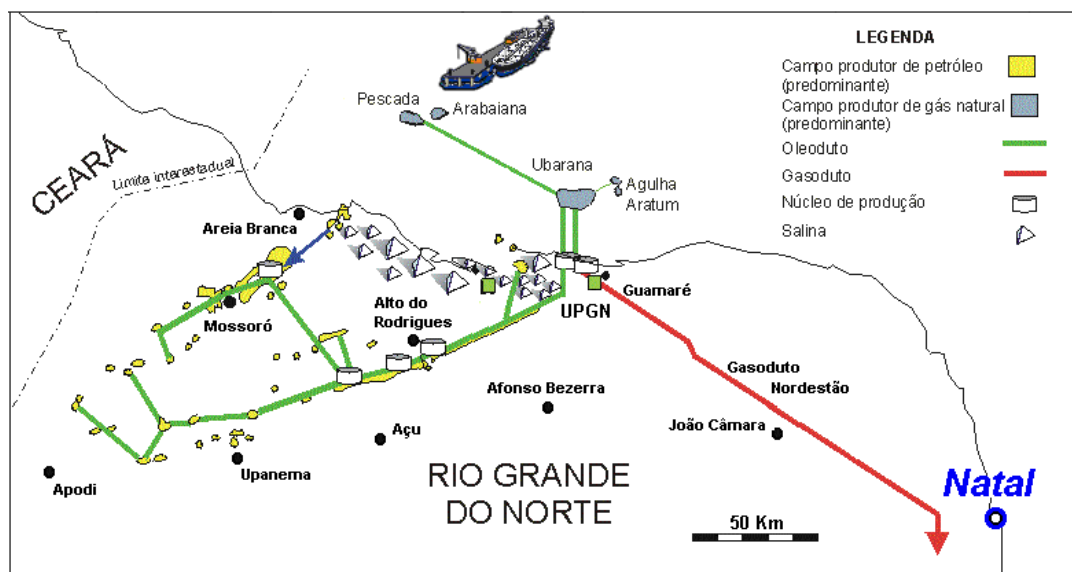 LEGENDA
Campo produtor de petróleo
(predominante)
Campo produtor de gás natural
(predominante)
Oleoduto
Gasoduto
Núcleo de produção
Salina
Pescada
Arabaiana
CEARÁ
Limite interestadual
Ubarana
Agulha
Aratum
Areia Branca
Guamaré
UPGN
Mossoró
Alto do
Rodrigues
Gasoduto
Nordestão
Afonso Bezerra
João Câmara
Açu
Upanema
Apodi
RIO GRANDE
DO NORTE
Natal
50 Km